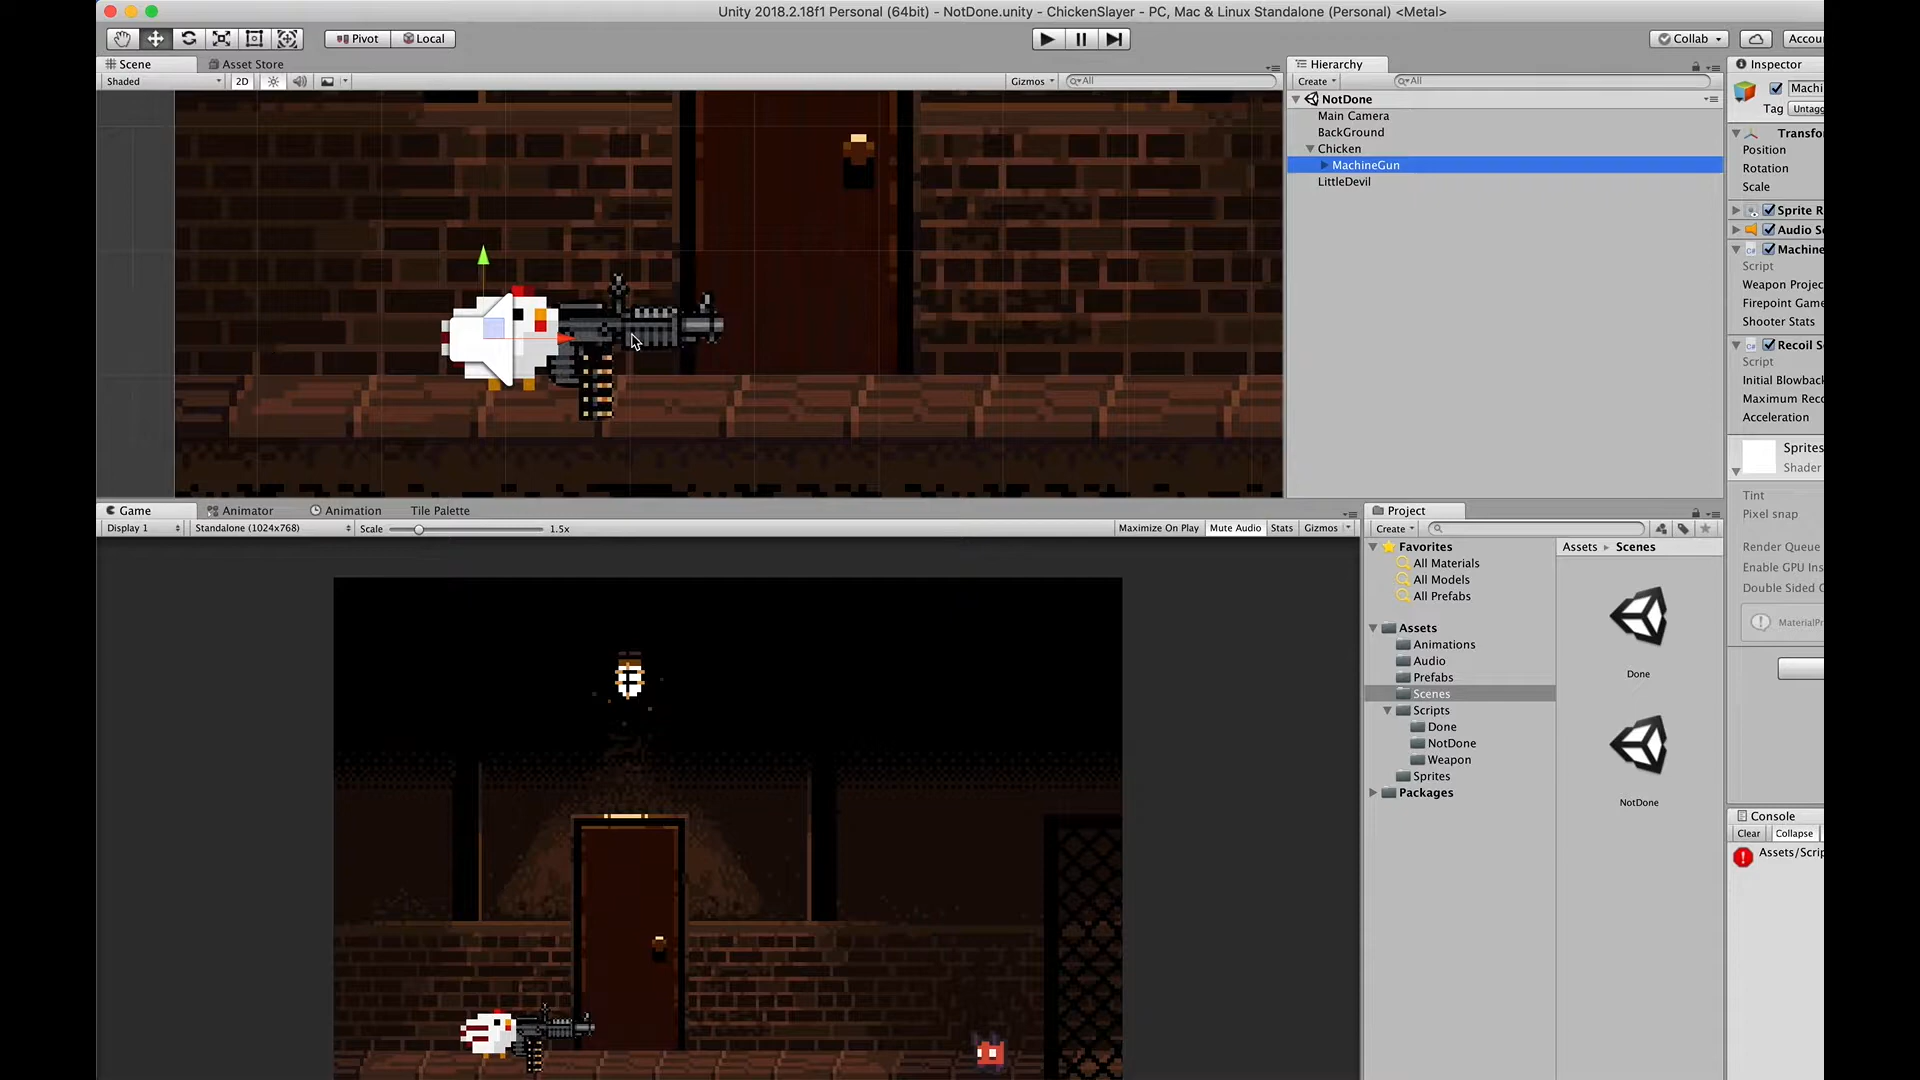 Unity 2018.2.18f1 Personal (64bit) - NotDone.unity - ChickenSlayer - PC, Mac & Linux Standalone (Personal) <Metal>
Pivot Local Collab Accou
Scene Asset Store
Shaded 2D Gizmos All
Hierarchy
Create All
NotDone
Main Camera
BackGround
Chicken
MachineGun
LittleDevil
Inspector
Machi
Tag Untagg
Transfo
Position
Rotation
Scale
Sprite R
Audio So
Machine
Script
Weapon Projec
Firepoint Game
Shooter Stats
Recoil Sc
Script
Initial Blowback
Maximum Reco
Acceleration
Sprites
Shader
Tint
Pixel snap
Render Queue
Enable GPU Ins
Double Sided G
MaterialPr
Game Animator Animation Tile Palette
Display 1 Standalone (1024x768) Scale 1.5x Maximize On Play Mute Audio Stats Gizmos
Project
Create
Favorites
All Materials
All Models
All Prefabs
Assets
Animations
Audio
Prefabs
Scenes
Scripts
Done
NotDone
Weapon
Sprites
Packages
Assets Scenes
Done
NotDone
Console
Clear Collapse
Assets/Scrip